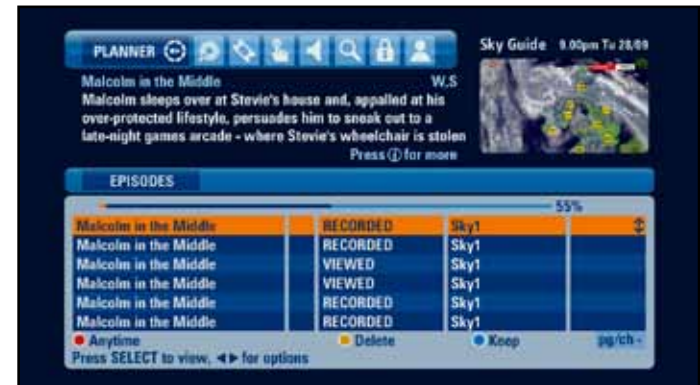 PLANNER
Sky Guide 9.00pm Tu 28/09
Malcolm in the Middle W,S
Malcolm sleeps over at Stevie's house and, appalled at his
over-protected lifestyle, persuades him to sneak out to a
late-night games arcade - where Stevie's wheelchair is stolen
Press i for more
EPISODES
55%
Malcolm in the Middle RECORDED Sky1
Malcolm in the Middle RECORDED Sky1
Malcolm in the Middle VIEWED Sky1
Malcolm in the Middle VIEWED Sky1
Malcolm in the Middle RECORDED Sky1
Malcolm in the Middle RECORDED Sky1
Anytime Delete Keep pg/ch -
Press SELECT to view, ◀▶ for options